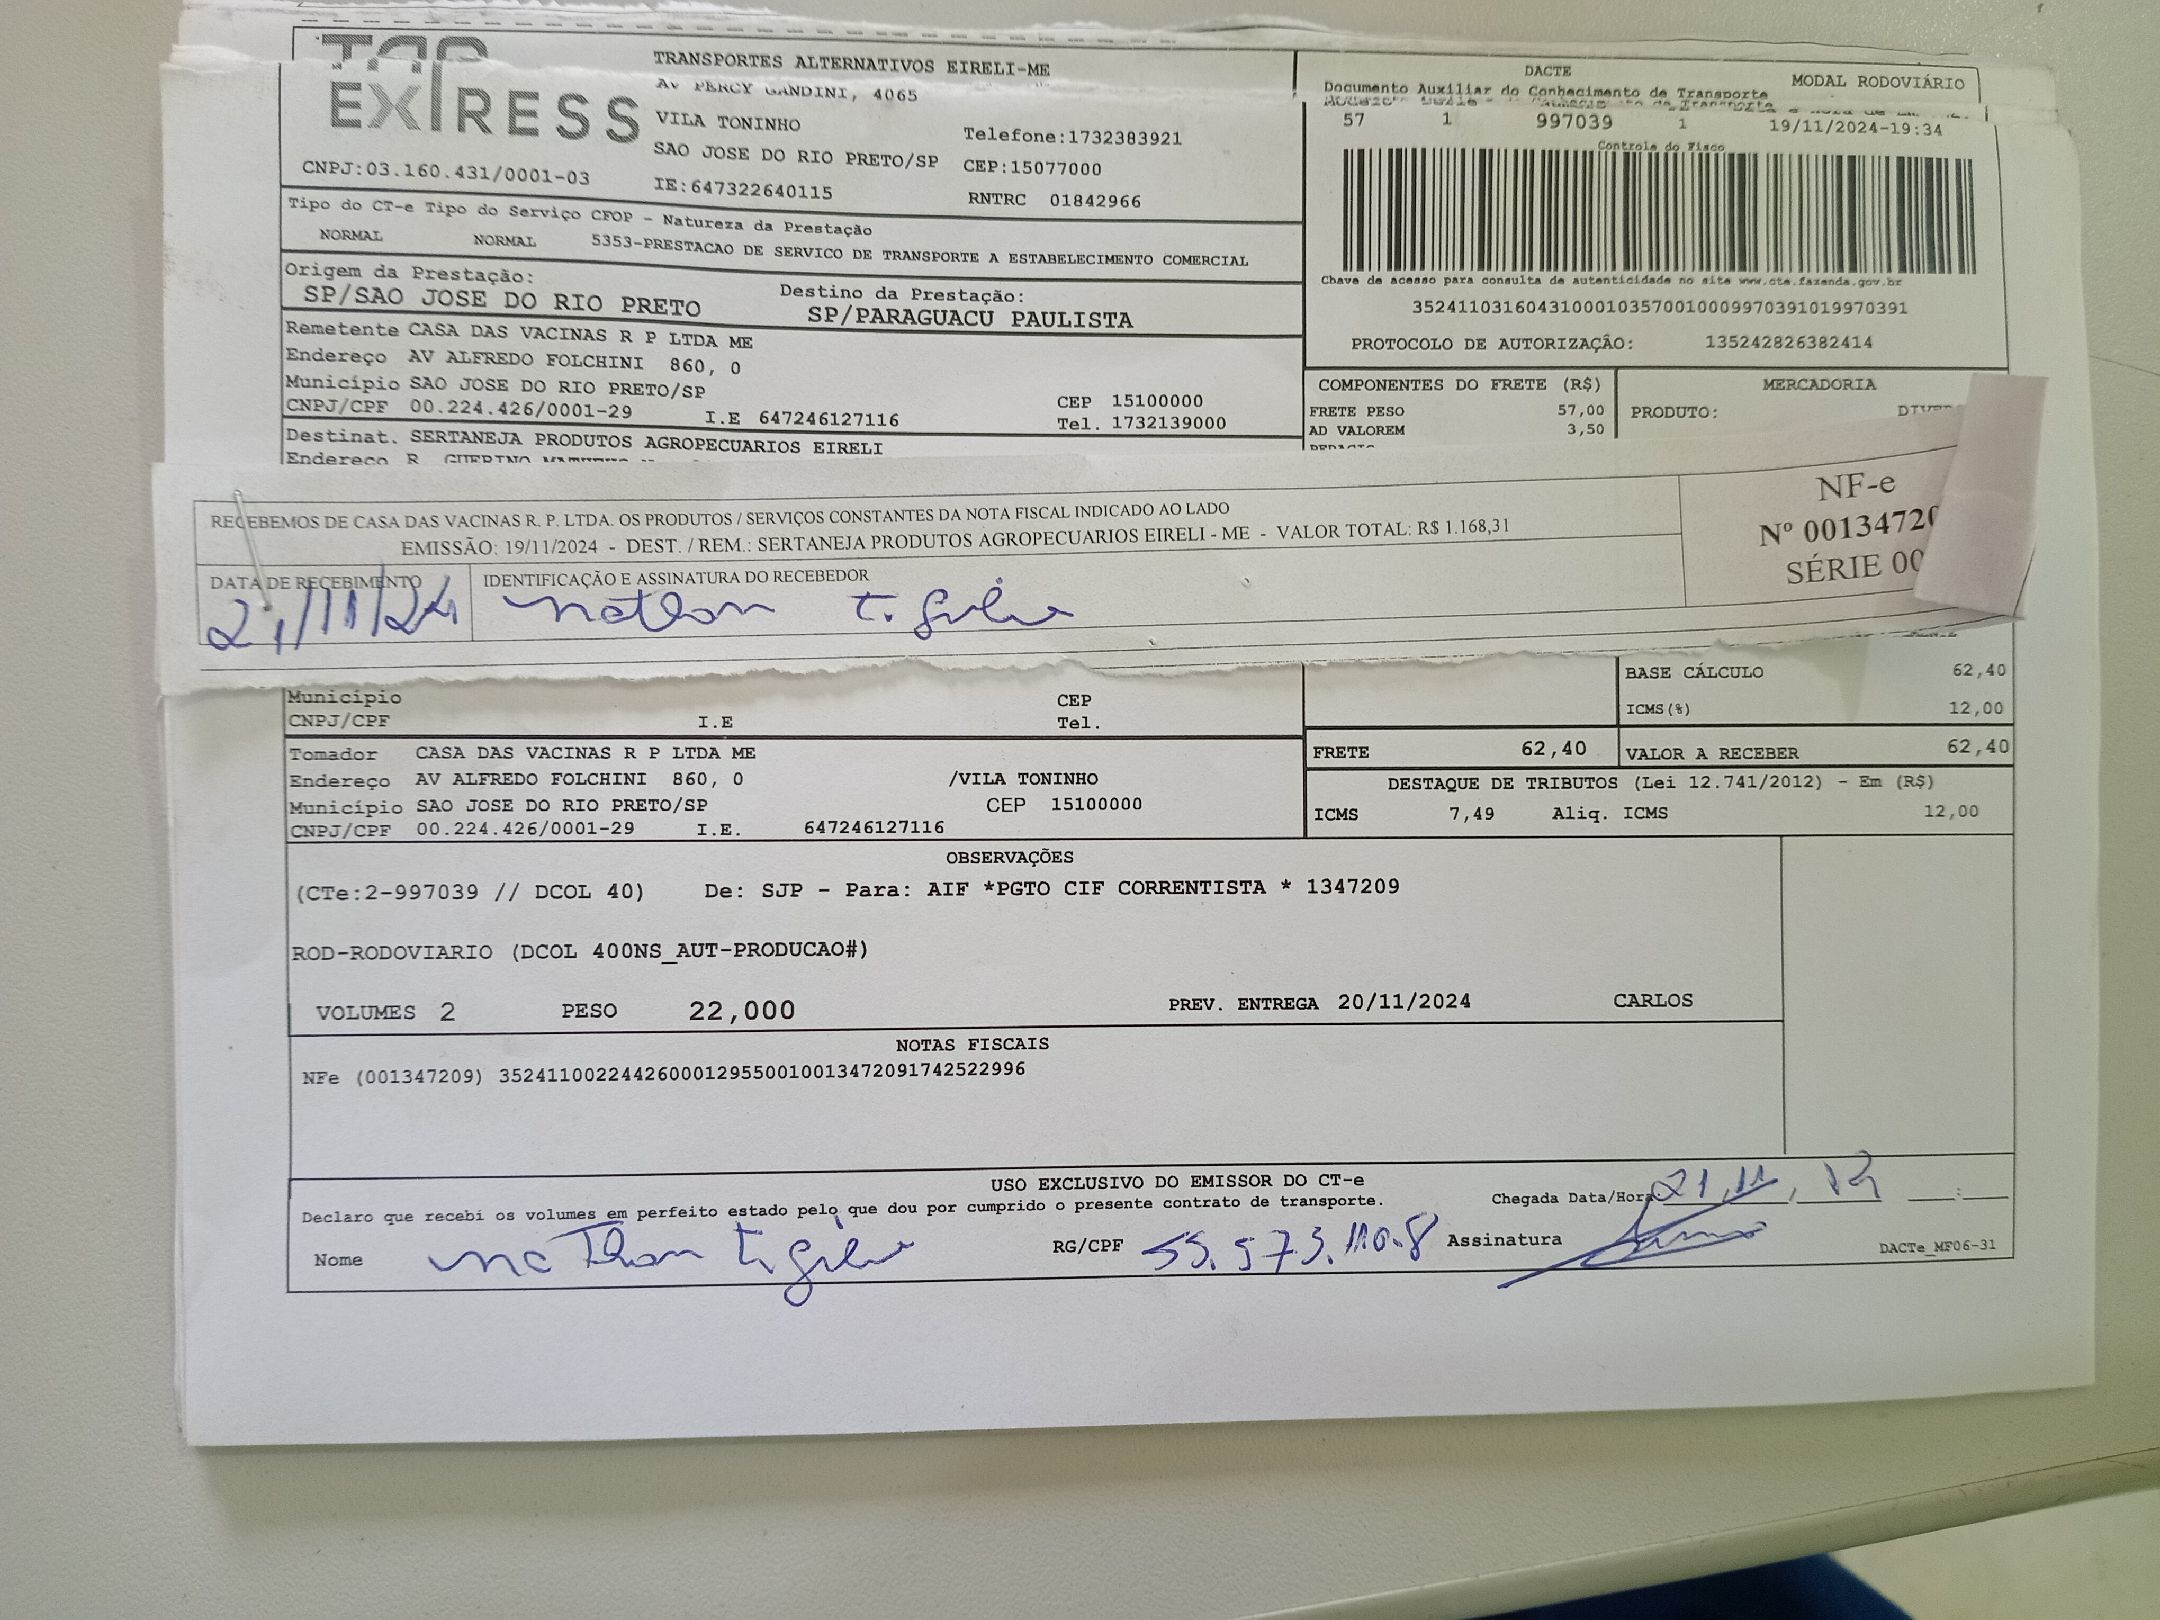 EXPRESS
TRANSPORTES ALTERNATIVOS EIRELI-ME
AV PERCY GANDINI, 4065
VILA TONINHO
Telefone:1732383921
SAO JOSE DO RIO PRETO/SP CEP:15077000
CNPJ:03.160.431/0001-03
IE:647322640115
RNTRC 01842966
DACTE
MODAL RODOVIÁRIO
Documento Auxiliar do Conhecimento de Transporte
57 1 997039 1 19/11/2024-19:34
Controle do Fisco
Chave de acesso para consulta de autenticidade no site www.cte.fazenda.gov.br
35241103160431000103570010009970391019970391
PROTOCOLO DE AUTORIZAÇÃO: 135242826382414
Tipo do CT-e Tipo do Serviço CFOP - Natureza da Prestação
NORMAL NORMAL 5353-PRESTACAO DE SERVICO DE TRANSPORTE A ESTABELECIMENTO COMERCIAL
Origem da Prestação:
SP/SAO JOSE DO RIO PRETO
Destino da Prestação:
SP/PARAGUACU PAULISTA
Remetente CASA DAS VACINAS R P LTDA ME
Endereço AV ALFREDO FOLCHINI 860, 0
Município SAO JOSE DO RIO PRETO/SP
CEP 15100000
CNPJ/CPF 00.224.426/0001-29 I.E 647246127116
Tel. 1732139000
Destinat. SERTANEJA PRODUTOS AGROPECUARIOS EIRELI
Endereço R. GUERINO
COMPONENTES DO FRETE (R$)
FRETE PESO 57,00
AD VALOREM 3,50
MERCADORIA
PRODUTO:
RECEBEMOS DE CASA DAS VACINAS R. P. LTDA. OS PRODUTOS / SERVIÇOS CONSTANTES DA NOTA FISCAL INDICADO AO LADO
EMISSÃO: 19/11/2024 - DEST. / REM.: SERTANEJA PRODUTOS AGROPECUARIOS EIRELI - ME - VALOR TOTAL: R$ 1.168,31
NF-e
Nº 00134720
SÉRIE 00
DATA DE RECEBIMENTO
21/11/24
IDENTIFICAÇÃO E ASSINATURA DO RECEBEDOR
nathan t. Silva
BASE CÁLCULO 62,40
ICMS(%) 12,00
Município
CEP
CNPJ/CPF I.E
Tel.
FRETE 62,40
VALOR A RECEBER 62,40
Tomador CASA DAS VACINAS R P LTDA ME
Endereço AV ALFREDO FOLCHINI 860, 0 /VILA TONINHO
Município SAO JOSE DO RIO PRETO/SP CEP 15100000
CNPJ/CPF 00.224.426/0001-29 I.E. 647246127116
DESTAQUE DE TRIBUTOS (Lei 12.741/2012) - Em (R$)
ICMS 7,49 Aliq. ICMS 12,00
OBSERVAÇÕES
(CTe:2-997039 // DCOL 40) De: SJP - Para: AIF *PGTO CIF CORRENTISTA * 1347209
ROD-RODOVIARIO (DCOL 400NS_AUT-PRODUCAO#)
VOLUMES 2 PESO 22,000 PREV. ENTREGA 20/11/2024 CARLOS
NOTAS FISCAIS
NFe (001347209) 35241100224426000129550010013472091742522996
USO EXCLUSIVO DO EMISSOR DO CT-e
Declaro que recebi os volumes em perfeito estado pelo que dou por cumprido o presente contrato de transporte.
Chegada Data/Hora 21, 11,
Nome nathan t. Silva RG/CPF 55.573.110.8 Assinatura
DACTe_MF06-31